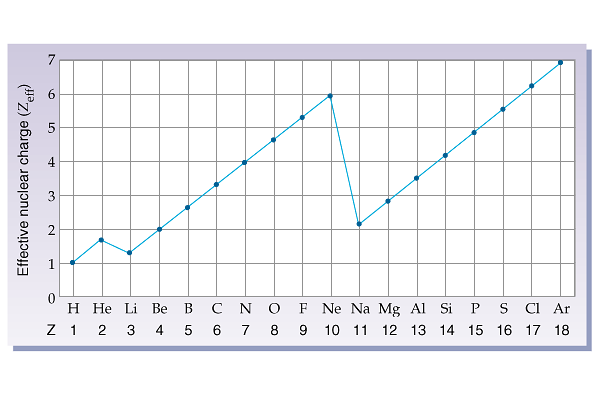 Effective nuclear charge (Zeff)
7
6
5
4
3
2
1
0
H He Li Be B C N O F Ne Na Mg Al Si P S Cl Ar
Z 1 2 3 4 5 6 7 8 9 10 11 12 13 14 15 16 17 18